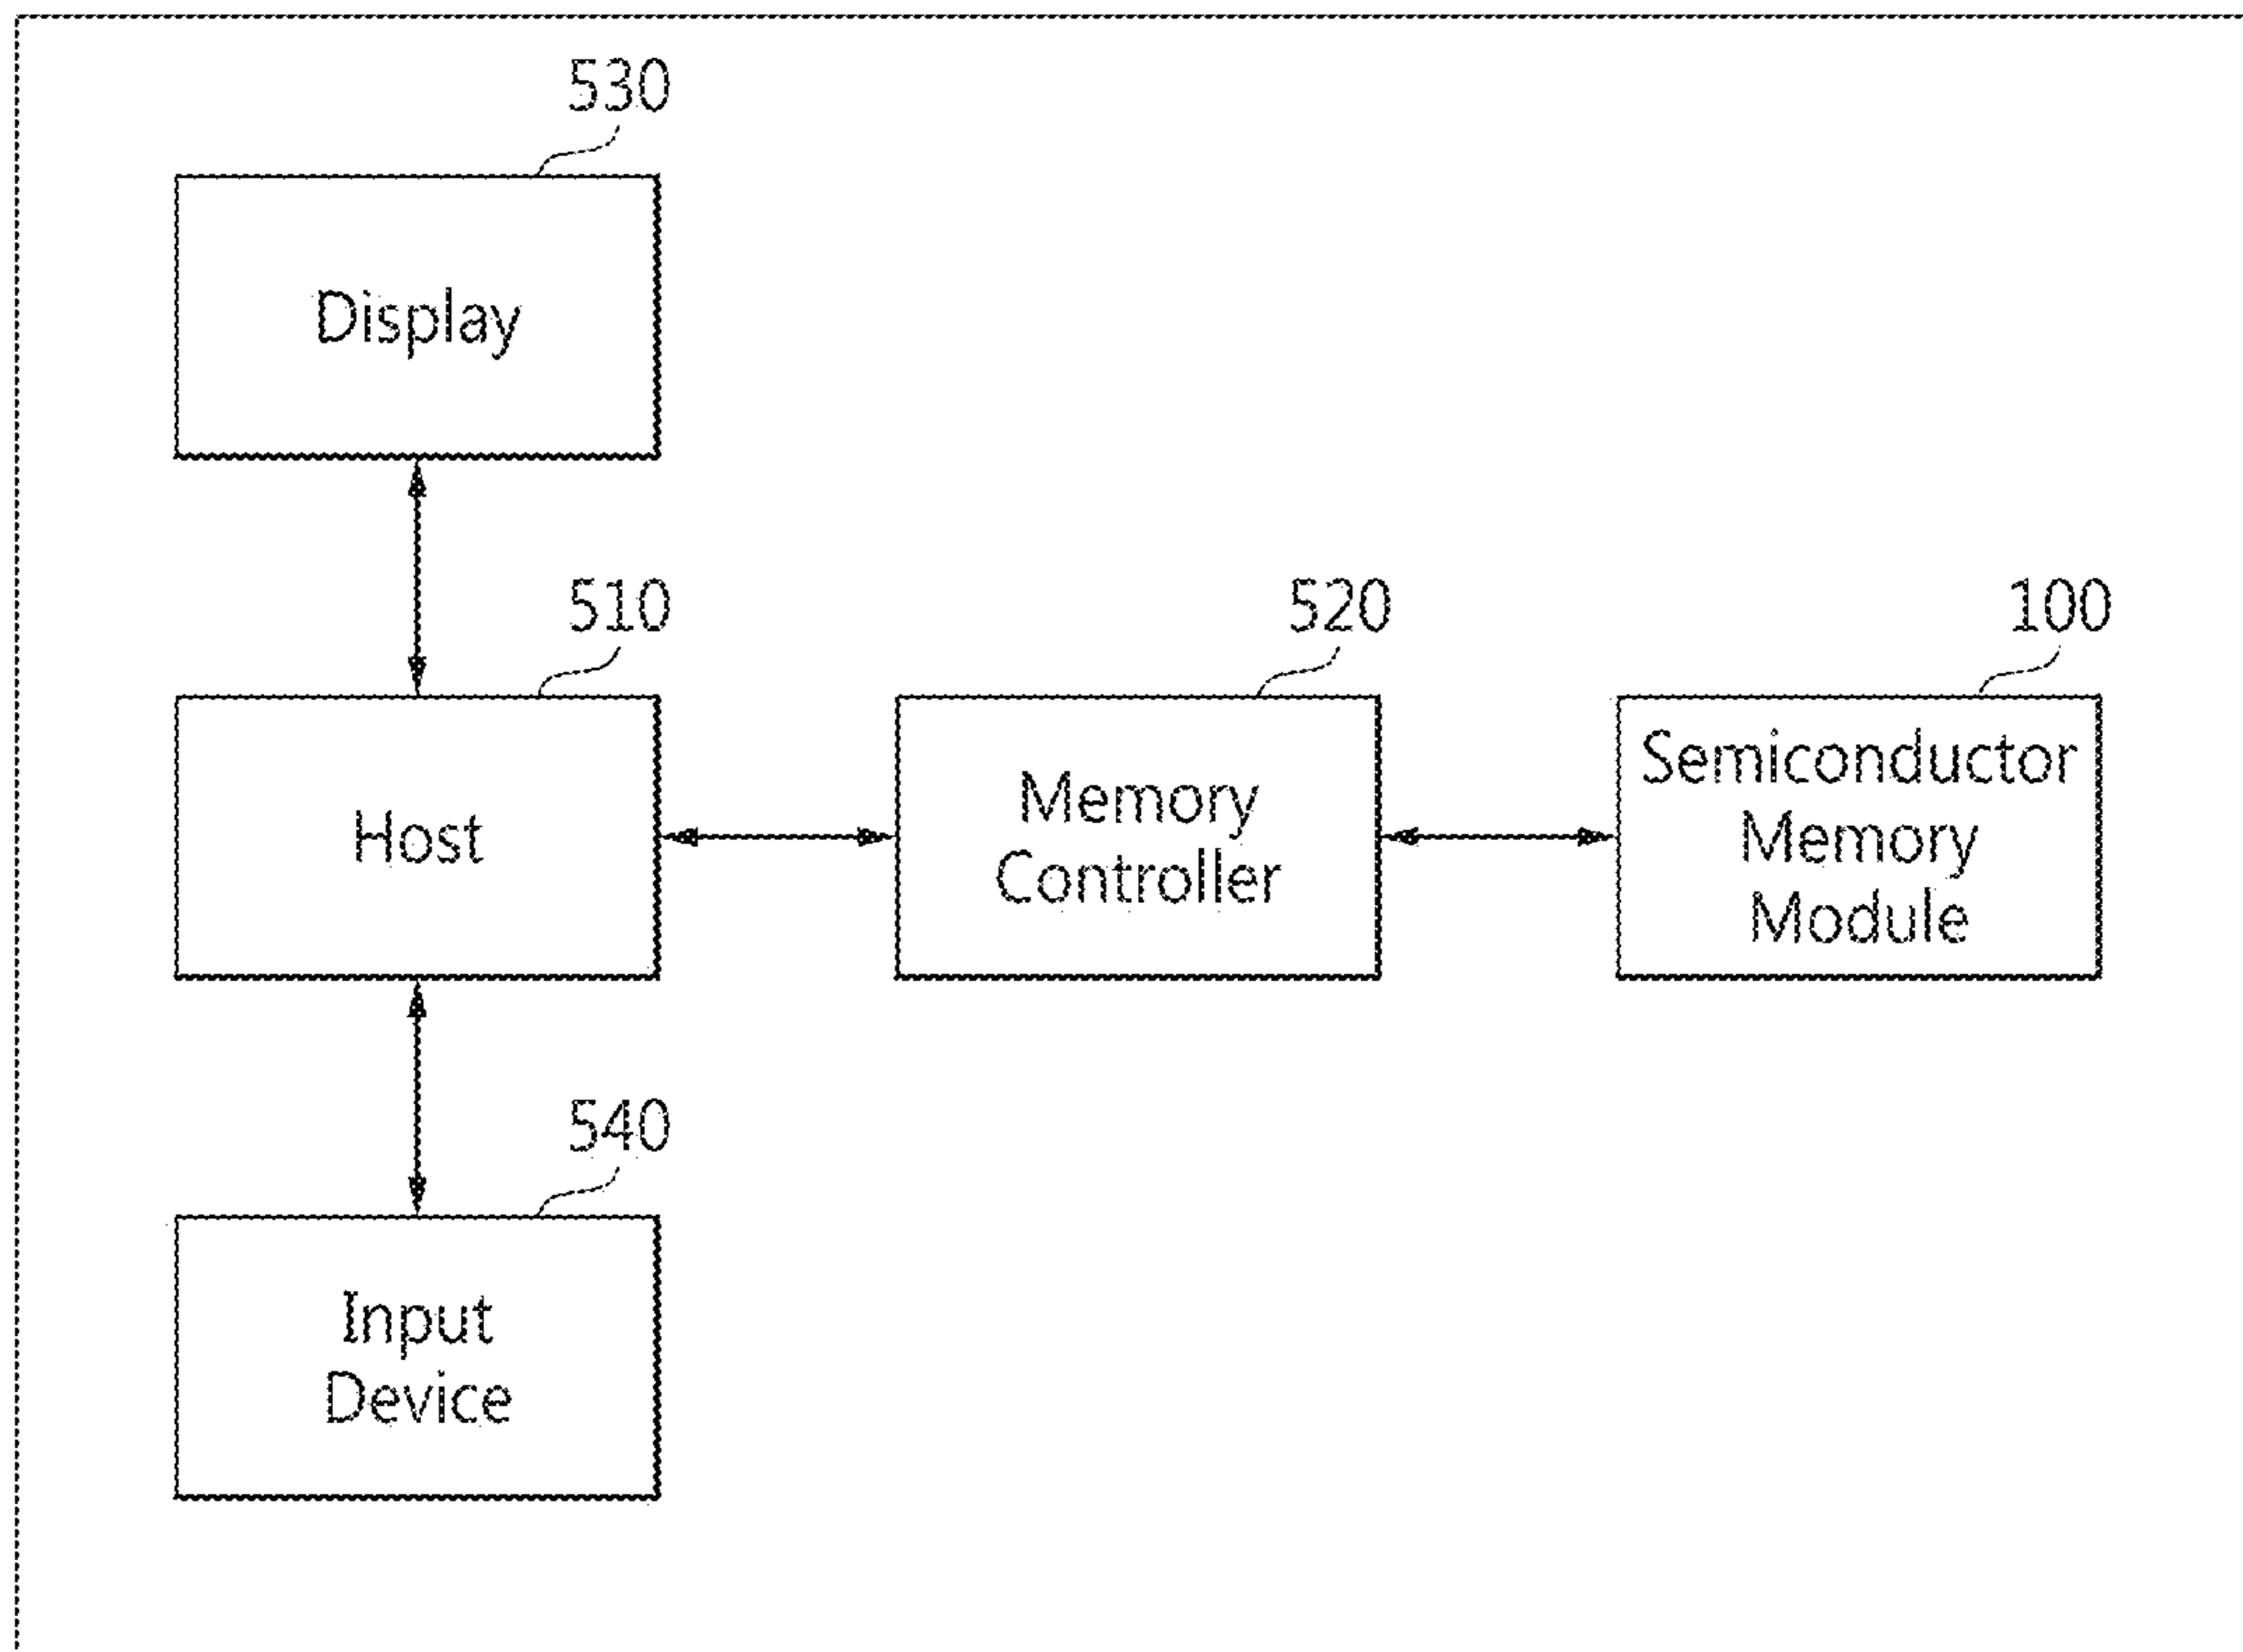 530
Display
510
520
100
Host
Memory
Controller
Semiconductor
Memory
Module
540
Input
Device